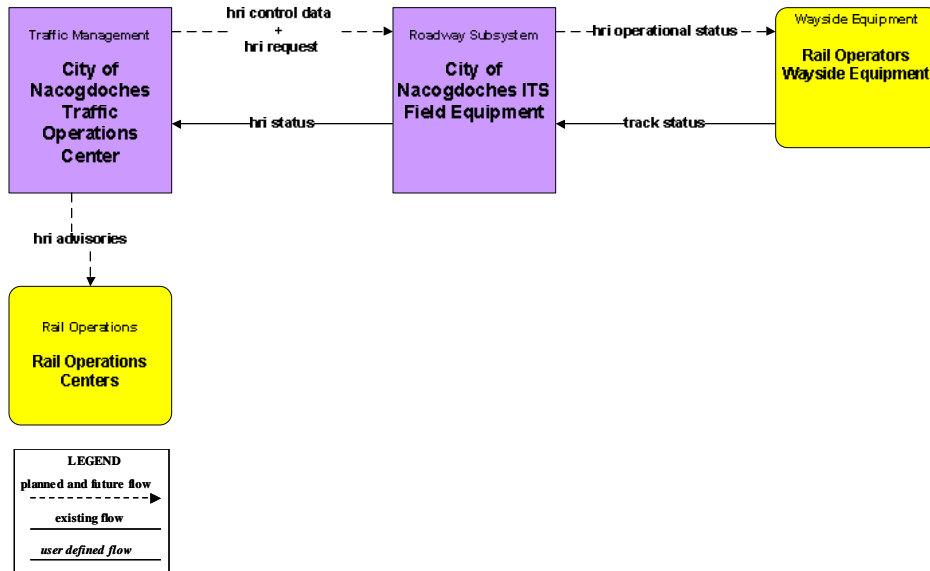 Traffic Management
City of
Nacogdoches
Traffic
Operations
Center
hri control data
+
hri request
Roadway Subsystem
City of
Nacogdoches ITS
Field Equipment
hri operational status
Wayside Equipment
Rail Operators
Wayside Equipment
hri status
track status
hri advisories
Rail Operations
Rail Operations
Centers
LEGEND
planned and future flow
existing flow
user defined flow